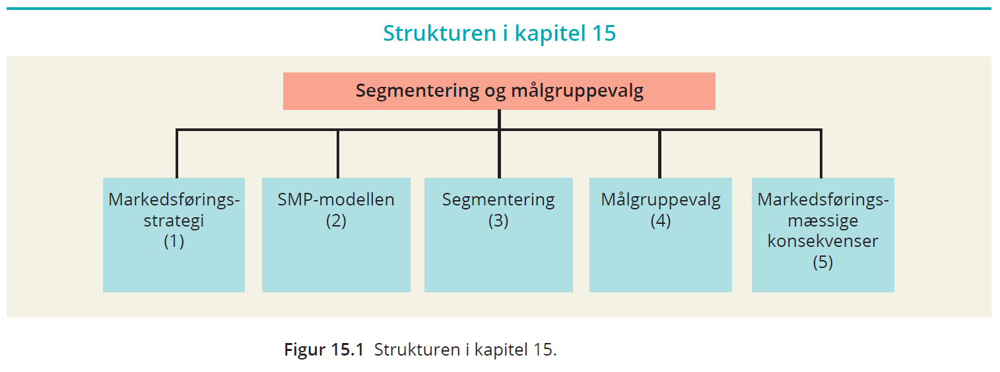 Strukturen i kapitel 15
Segmentering og målgruppevalg
Markedsførings-
strategi
(1)
SMP-modellen
(2)
Segmentering
(3)
Målgruppevalg
(4)
Markedsførings-
mæssige
konsekvenser
(5)
Figur 15.1 Strukturen i kapitel 15.